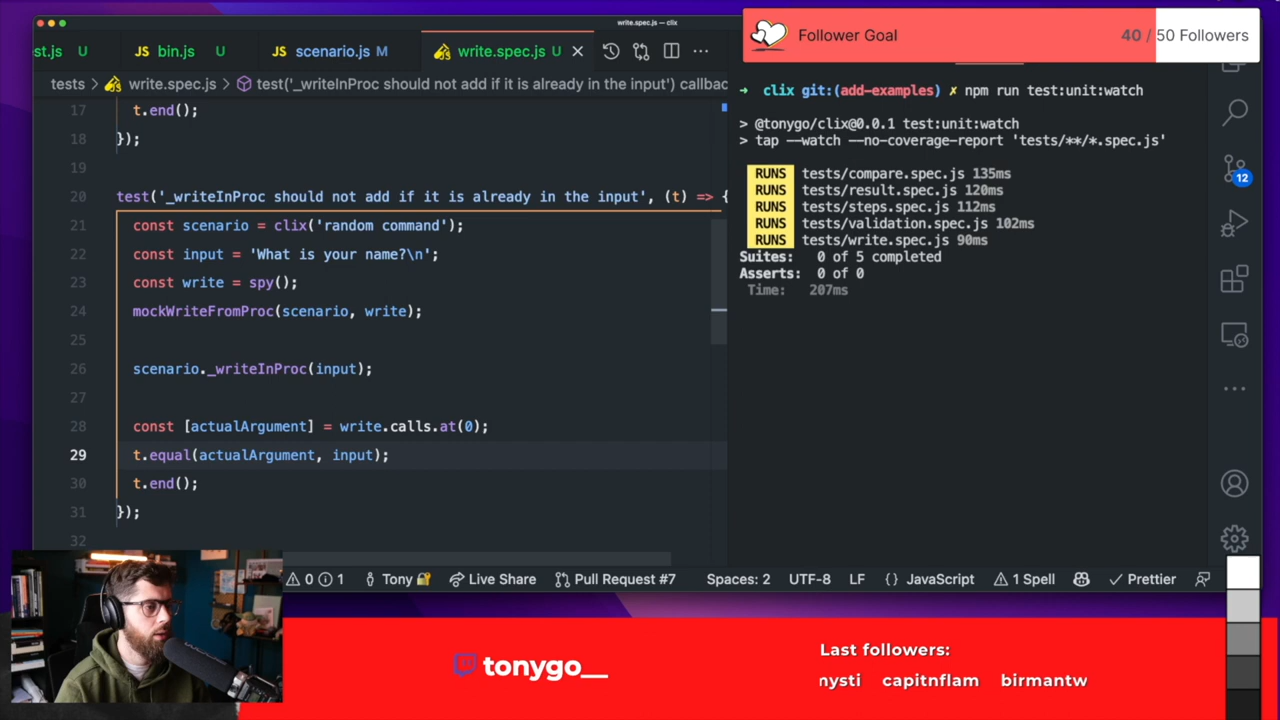 write.spec.js — clix
st.js U
JS bin.js U
JS scenario.js M
write.spec.js U
tests > write.spec.js > test('_writeInProc should not add if it is already in the input') callbac
17 t.end();
18 });
19
20 test('_writeInProc should not add if it is already in the input', (t) => {
21 const scenario = clix('random command');
22 const input = 'What is your name?\n';
23 const write = spy();
24 mockWriteFromProc(scenario, write);
25
26 scenario._writeInProc(input);
27
28 const [actualArgument] = write.calls.at(0);
29 t.equal(actualArgument, input);
30 t.end();
31 });
32
Follower Goal 40 / 50 Followers
➜ clix git:(add-examples) ✗ npm run test:unit:watch
> @tonygo/clix@0.0.1 test:unit:watch
> tap --watch --no-coverage-report 'tests/**/*.spec.js'
RUNS tests/compare.spec.js 135ms
RUNS tests/result.spec.js 120ms
RUNS tests/steps.spec.js 112ms
RUNS tests/validation.spec.js 102ms
RUNS tests/write.spec.js 90ms
Suites: 0 of 5 completed
Asserts: 0 of 0
Time: 207ms
12
0 1 Tony Live Share Pull Request #7 Spaces: 2 UTF-8 LF {} JavaScript 1 Spell Prettier
tonygo__
Last followers:
mysti capitnflam birmantw